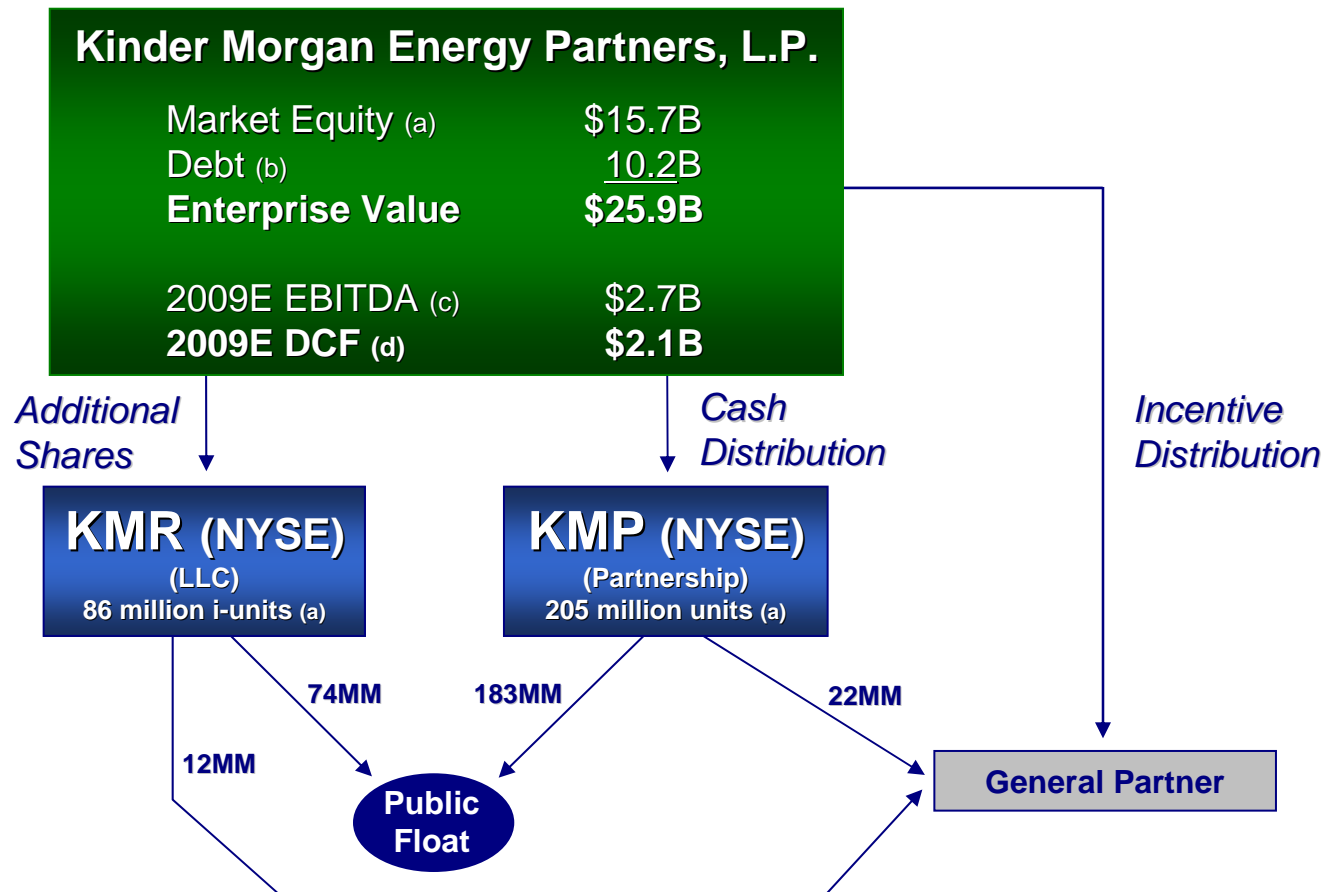 Kinder Morgan Energy Partners, L.P.
Market Equity (a) $15.7B
Debt (b) 10.2B
Enterprise Value $25.9B
2009E EBITDA (c) $2.7B
2009E DCF (d) $2.1B
Additional
Shares
Cash
Distribution
Incentive
Distribution
KMR (NYSE)
(LLC)
86 million i-units (a)
KMP (NYSE)
(Partnership)
205 million units (a)
74MM
183MM
22MM
12MM
Public
Float
General Partner